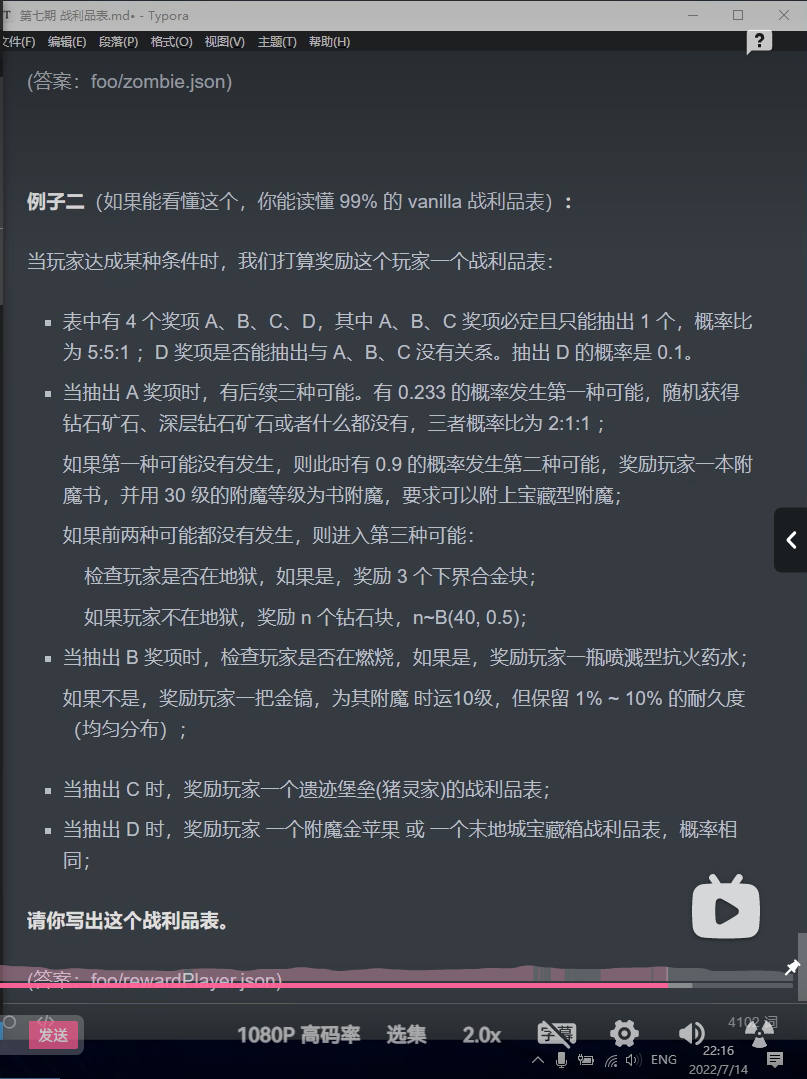 第七期 战利品表.md• - Typora
文件(F) 编辑(E) 段落(P) 格式(O) 视图(V) 主题(T) 帮助(H)
?
(答案：foo/zombie.json)
例子二（如果能看懂这个，你能读懂 99% 的 vanilla 战利品表）：
当玩家达成某种条件时，我们打算奖励这个玩家一个战利品表：
表中有 4 个奖项 A、B、C、D，其中 A、B、C 奖项必定且只能抽出 1 个，概率比
为 5:5:1 ；D 奖项是否能抽出与 A、B、C 没有关系。抽出 D 的概率是 0.1。
当抽出 A 奖项时，有后续三种可能。有 0.233 的概率发生第一种可能，随机获得
钻石矿石、深层钻石矿石或者什么都没有，三者概率比为 2:1:1 ；
如果第一种可能没有发生，则此时有 0.9 的概率发生第二种可能，奖励玩家一本附
魔书，并用 30 级的附魔等级为书附魔，要求可以附上宝藏型附魔；
如果前两种可能都没有发生，则进入第三种可能：
检查玩家是否在地狱，如果是，奖励 3 个下界合金块；
如果玩家不在地狱，奖励 n 个钻石块，n~B(40, 0.5);
当抽出 B 奖项时，检查玩家是否在燃烧，如果是，奖励玩家一瓶喷溅型抗火药水；
如果不是，奖励玩家一把金镐，为其附魔 时运10级，但保留 1% ~ 10% 的耐久度
（均匀分布）；
当抽出 C 时，奖励玩家一个遗迹堡垒(猪灵家)的战利品表；
当抽出 D 时，奖励玩家 一个附魔金苹果 或 一个末地城宝藏箱战利品表，概率相
同；
请你写出这个战利品表。
(答案：foo/rewardPlayer.json)
4102 词
发送 1080P 高码率 选集 2.0x 字幕
ENG 22:16
2022/7/14